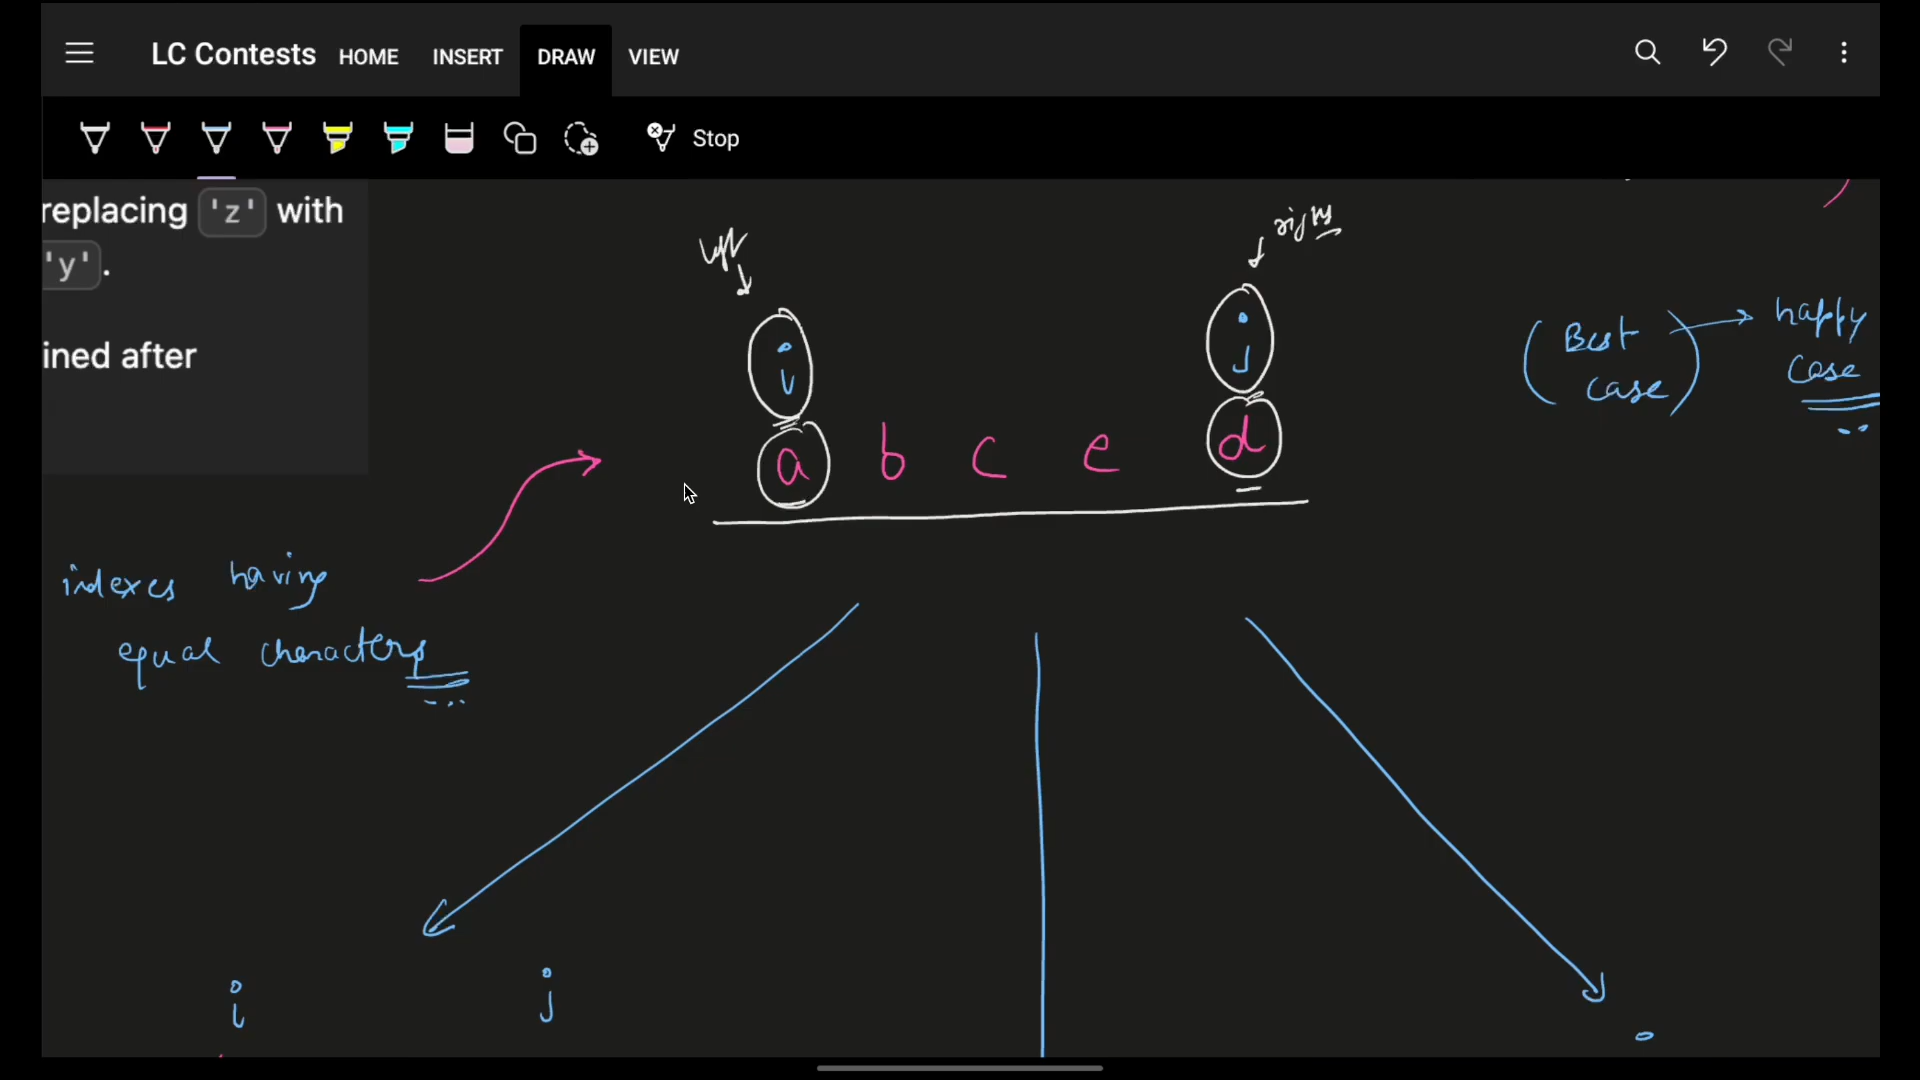 LC Contests HOME INSERT DRAW VIEW
Stop
replacing 'z' with
'y'.
ined after
left
right
i j
a b c e d
(Best case) happy case
indexes having
equal characters
i j